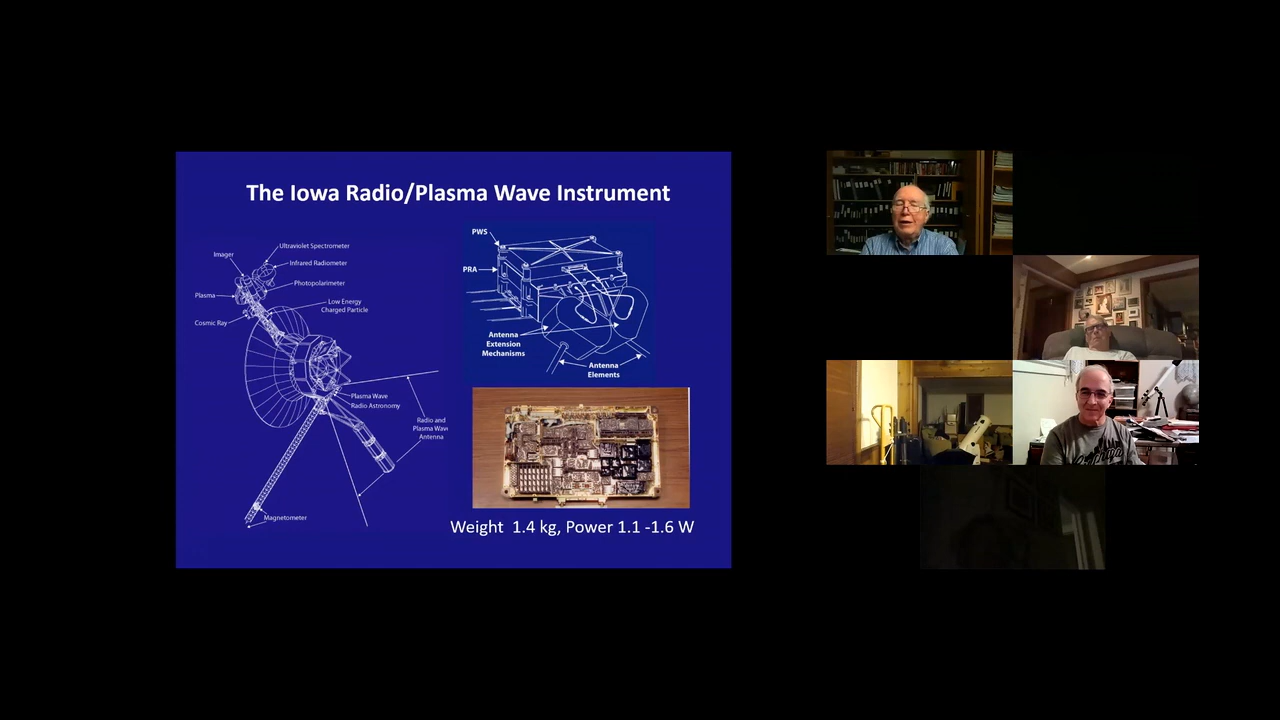 The Iowa Radio/Plasma Wave Instrument
Ultraviolet Spectrometer
Imager
Infrared Radiometer
Photopolarimeter
Plasma
Low Energy
Charged Particle
Cosmic Ray
Plasma Wave
Radio Astronomy
Radio and
Plasma Wave
Antenna
Magnetometer
PWS
PRA
Antenna
Extension
Mechanisms
Antenna
Elements
Weight 1.4 kg, Power 1.1 -1.6 W